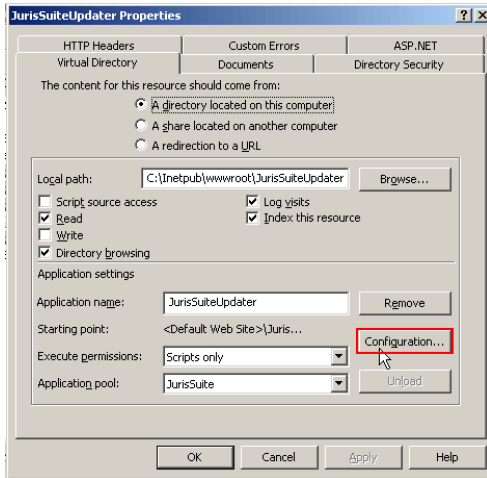 JurisSuiteUpdater Properties
HTTP Headers Custom Errors ASP.NET
Virtual Directory Documents Directory Security
The content for this resource should come from:
A directory located on this computer
A share located on another computer
A redirection to a URL
Local path: C:\Inetpub\wwwroot\JurisSuiteUpdater Browse...
Script source access Log visits
Read Index this resource
Write
Directory browsing
Application settings
Application name: JurisSuiteUpdater Remove
Starting point: <Default Web Site>\Juris...
Configuration...
Execute permissions: Scripts only
Application pool: JurisSuite Unload
OK Cancel Apply Help